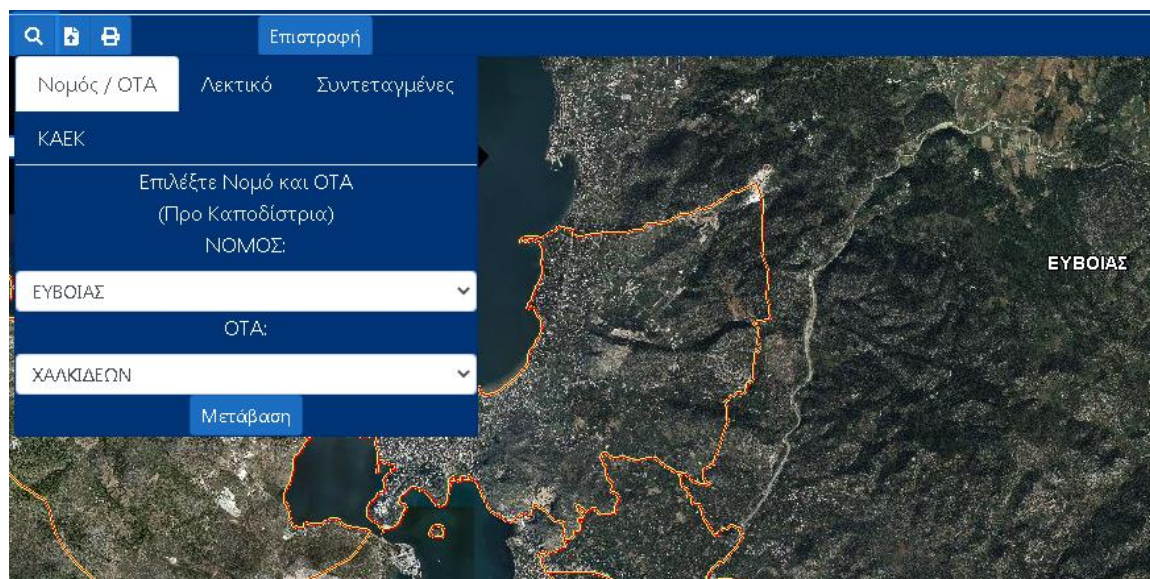 Επιστροφή
Νομός / ΟΤΑ Λεκτικό Συντεταγμένες
ΚΑΕΚ
Επιλέξτε Νομό και ΟΤΑ
(Προ Καποδίστρια)
ΝΟΜΟΣ:
ΕΥΒΟΙΑΣ
ΟΤΑ:
ΧΑΛΚΙΔΕΩΝ
Μετάβαση
ΕΥΒΟΙΑΣ